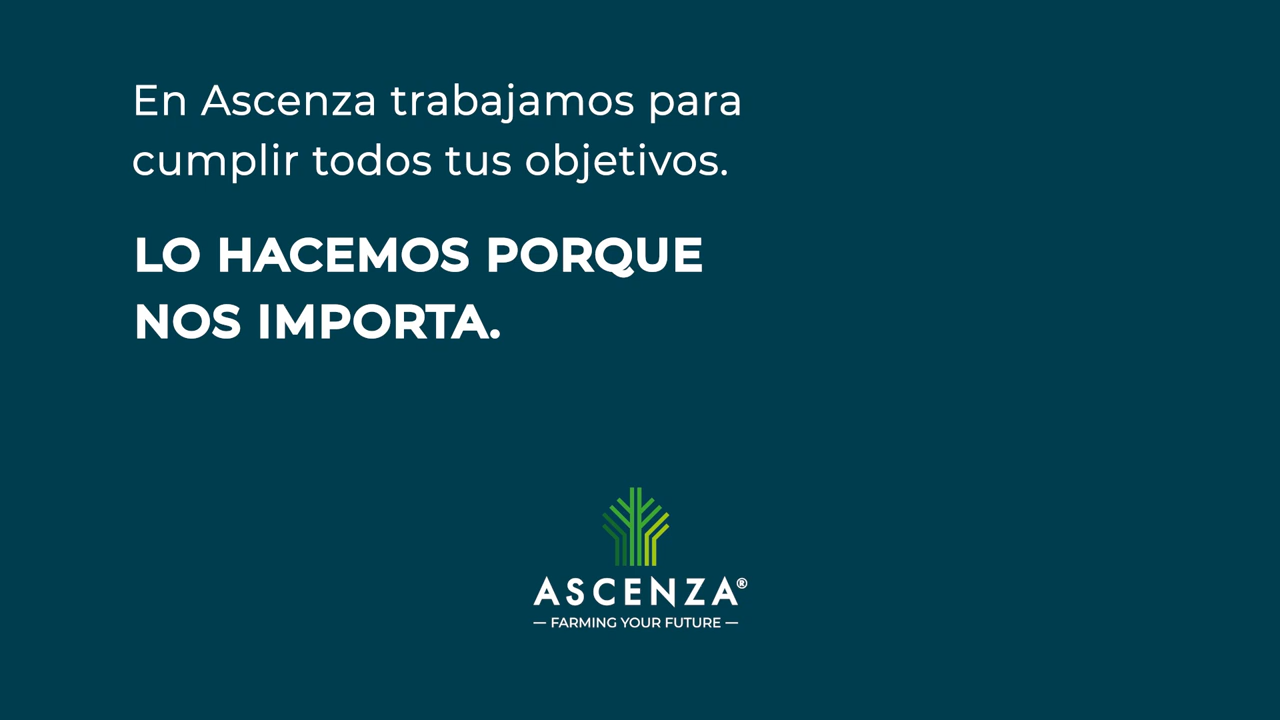 En Ascenza trabajamos para
cumplir todos tus objetivos.
LO HACEMOS PORQUE
NOS IMPORTA.
ASCENZA®
— FARMING YOUR FUTURE —